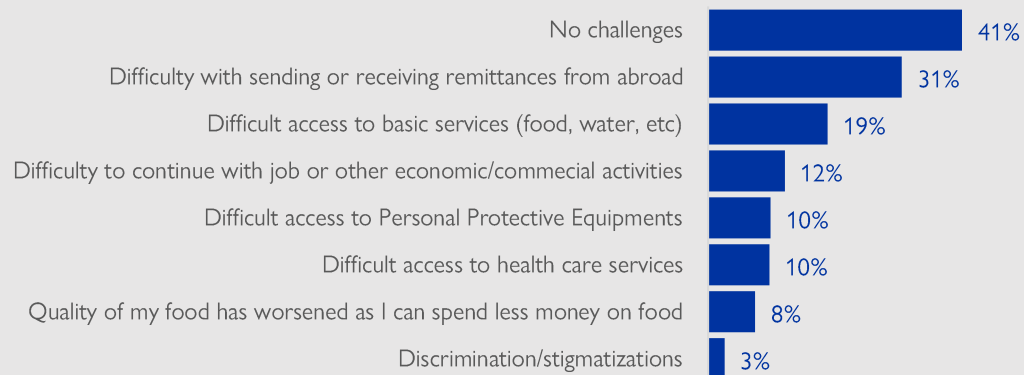 No challenges 41%
Difficulty with sending or receiving remittances from abroad 31%
Difficult access to basic services (food, water, etc) 19%
Difficulty to continue with job or other economic/commecial activities 12%
Difficult access to Personal Protective Equipments 10%
Difficult access to health care services 10%
Quality of my food has worsened as I can spend less money on food 8%
Discrimination/stigmatizations 3%